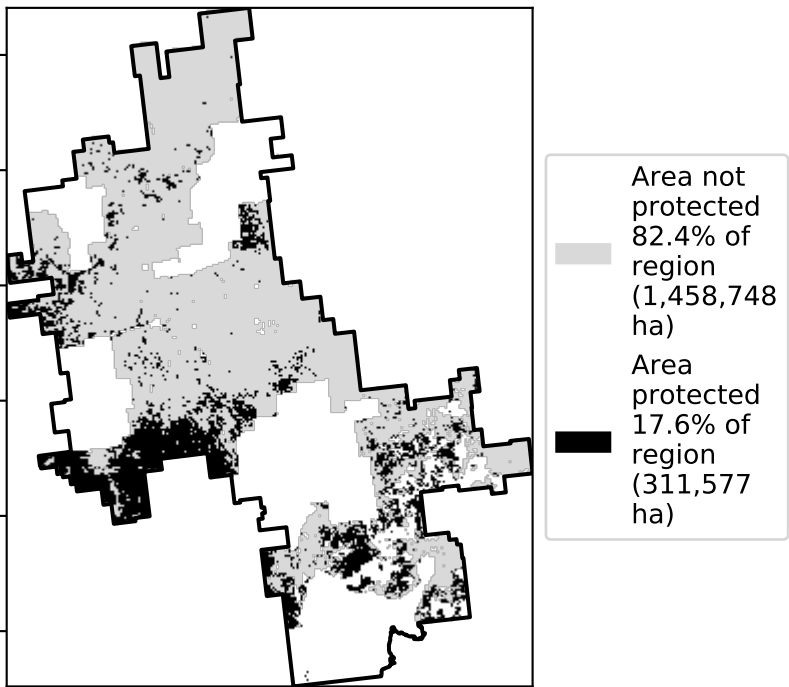 Area not
protected
82.4% of
region
(1,458,748
ha)
Area
protected
17.6% of
region
(311,577
ha)